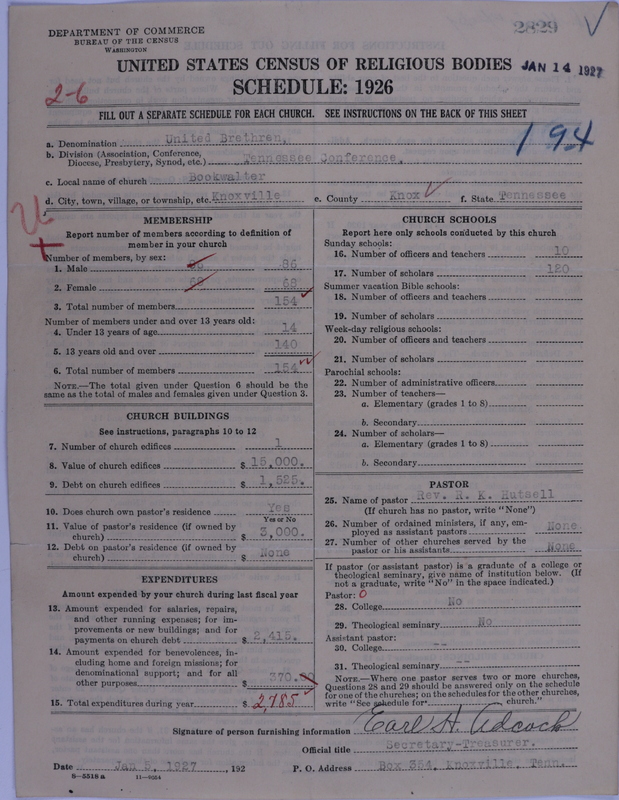 DEPARTMENT OF COMMERCE
BUREAU OF THE CENSUS
WASHINGTON
2829
UNITED STATES CENSUS OF RELIGIOUS BODIES
JAN 14 1927
SCHEDULE: 1926
2-6
FILL OUT A SEPARATE SCHEDULE FOR EACH CHURCH. SEE INSTRUCTIONS ON THE BACK OF THIS SHEET
194
a. Denomination United Brethren.
b. Division (Association, Conference,
Diocese, Presbytery, Synod, etc.) Tennessee Conference.
c. Local name of church Bookwalter
d. City, town, village, or township, etc. Knoxville e. County Knox f. State Tennessee
MEMBERSHIP
Report number of members according to definition of
member in your church
Number of members, by sex:
1. Male 86 86
2. Female 68 68
3. Total number of members 154
Number of members under and over 13 years old:
4. Under 13 years of age 14
5. 13 years old and over 140
6. Total number of members 154
NOTE.—The total given under Question 6 should be the
same as the total of males and females given under Question 3.
CHURCH BUILDINGS
See instructions, paragraphs 10 to 12
7. Number of church edifices 1
8. Value of church edifices $ 15,000.
9. Debt on church edifices $ 1,525.
10. Does church own pastor's residence Yes
Yes or No
11. Value of pastor's residence (if owned by
church) $ 3,000.
12. Debt on pastor's residence (if owned by
church) $ None
EXPENDITURES
Amount expended by your church during last fiscal year
13. Amount expended for salaries, repairs,
and other running expenses; for im-
provements or new buildings; and for
payments on church debt $ 2,415.
14. Amount expended for benevolences, in-
cluding home and foreign missions; for
denominational support; and for all
other purposes $ 370.
15. Total expenditures during year $ 2,785
CHURCH SCHOOLS
Report here only schools conducted by this church
Sunday schools:
16. Number of officers and teachers 10
17. Number of scholars 120
Summer vacation Bible schools:
18. Number of officers and teachers
19. Number of scholars
Week-day religious schools:
20. Number of officers and teachers
21. Number of scholars
Parochial schools:
22. Number of administrative officers
23. Number of teachers—
a. Elementary (grades 1 to 8)
b. Secondary
24. Number of scholars—
a. Elementary (grades 1 to 8)
b. Secondary
PASTOR
25. Name of pastor Rev. R. K. Hutsell
(If church has no pastor, write "None")
26. Number of ordained ministers, if any, em-
ployed as assistant pastors None
27. Number of other churches served by the
pastor or his assistants None
If pastor (or assistant pastor) is a graduate of a college or
theological seminary, give name of institution below. (If
not a graduate, write "No" in the space indicated.)
Pastor: 0
28. College No
29. Theological seminary No
Assistant pastor:
30. College --
31. Theological seminary --
NOTE.—Where one pastor serves two or more churches,
Questions 28 and 29 should be answered only on the schedule
for one of the churches; on the schedules for the other churches,
write "See schedule for church."
Signature of person furnishing information Earl H. Adcock
Official title Secretary-Treasurer.
Date Jan 5, 1927, 192 P. O. Address Box 354, Knoxville, Tenn.
8-5518 a 11-9054